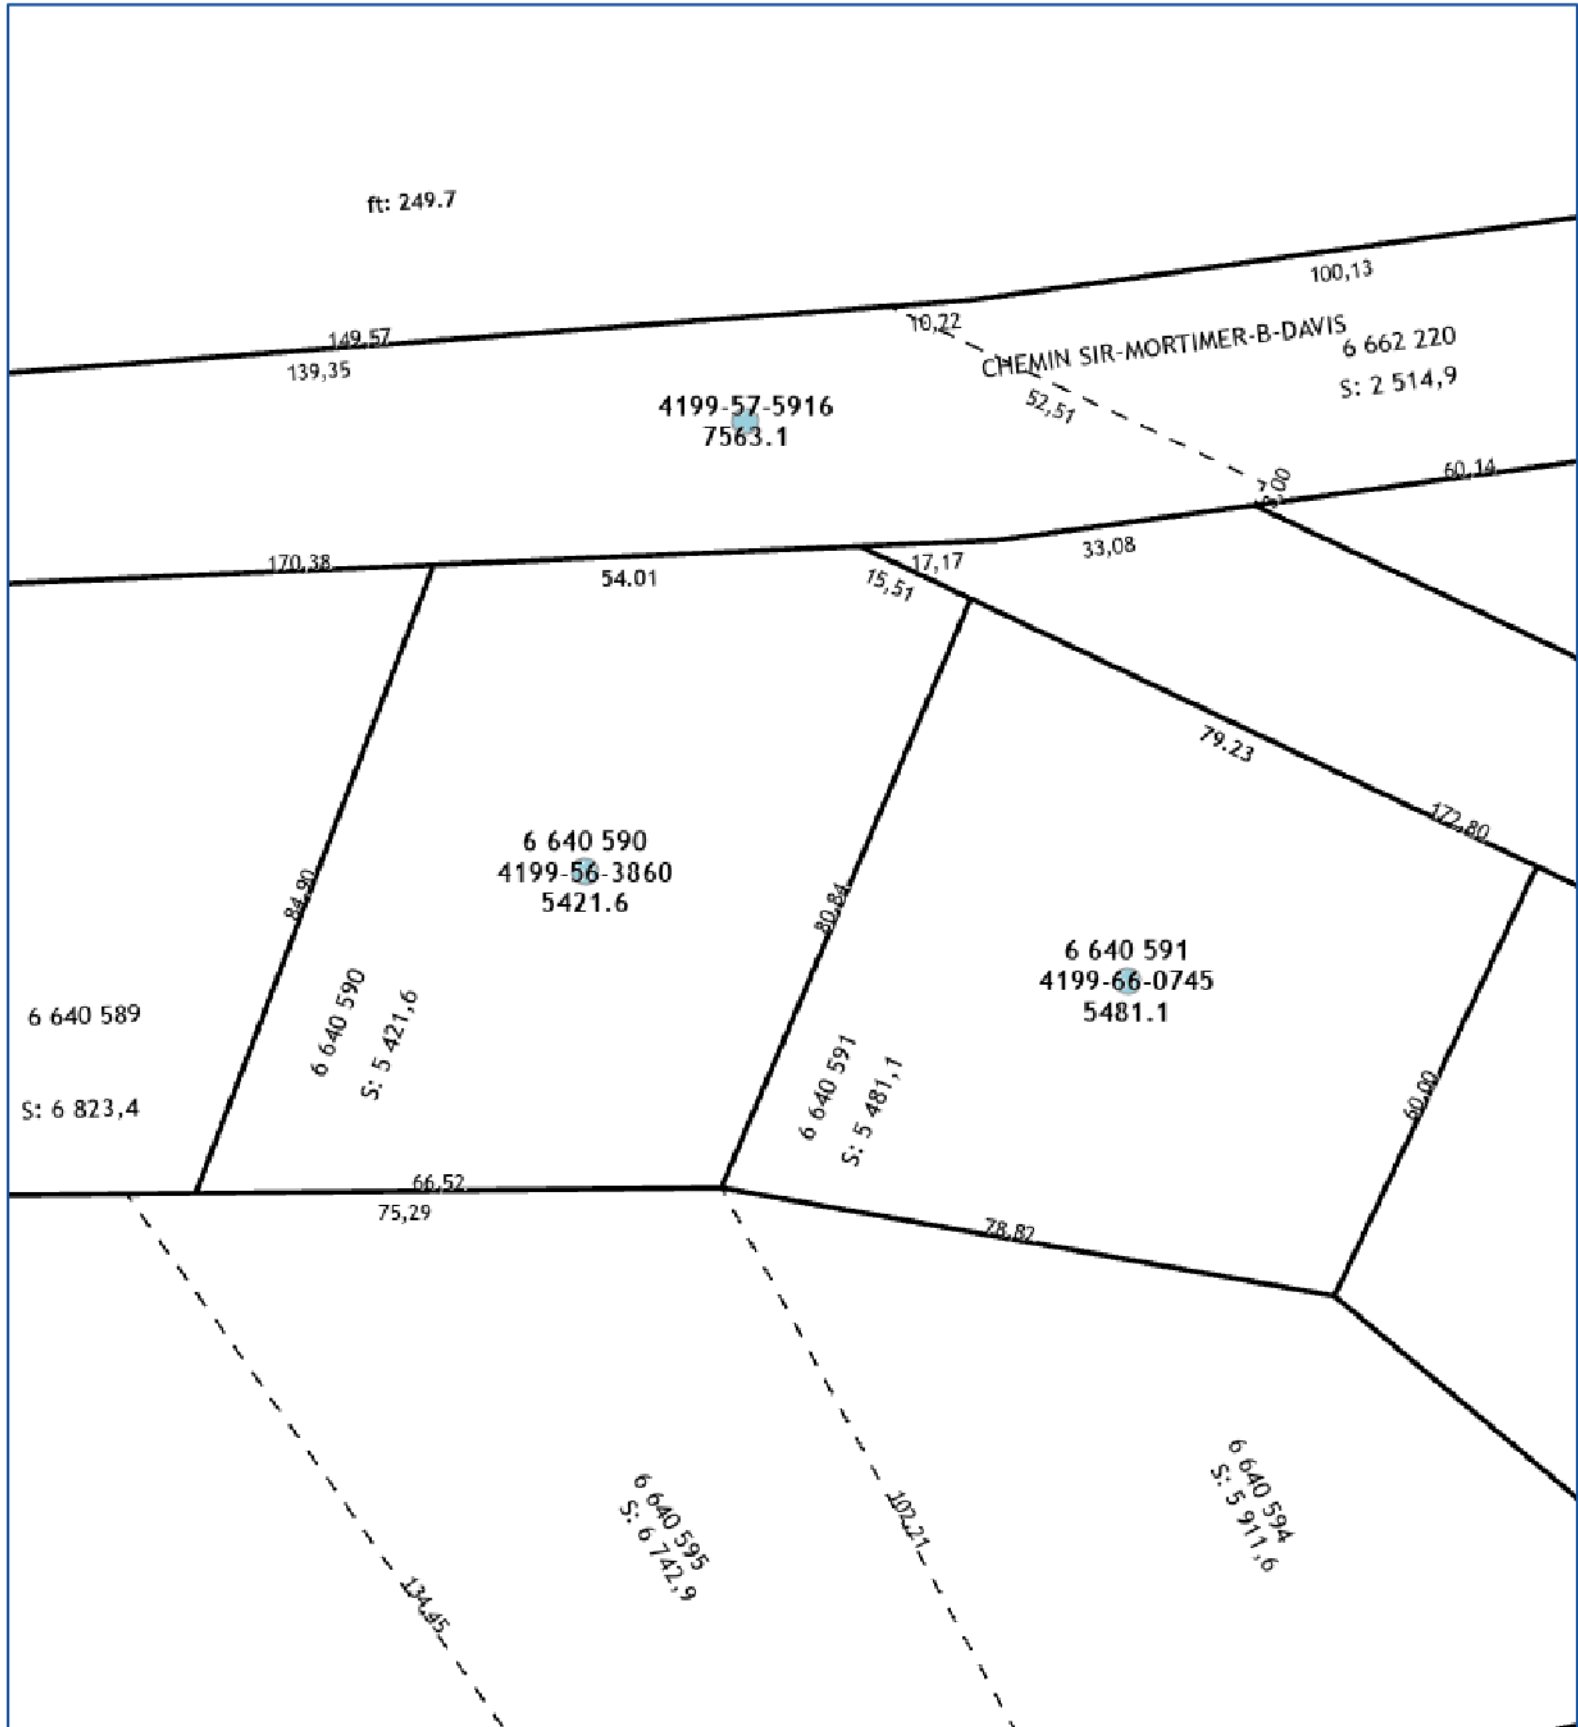 ft: 249.7
100,13
149,57
10,22
139,35
CHEMIN SIR-MORTIMER-B-DAVIS
6 662 220
S: 2 514,9
52,51
4199-57-5916
7563.1
60,14
170,38
54.01
17,17
33,08
15,51
79.23
172,80
6 640 590
4199-56-3860
5421.6
84,90
80,84
6 640 591
4199-66-0745
5481.1
6 640 590
S: 5 421,6
6 640 589
S: 6 823,4
6 640 591
S: 5 481,1
60,00
66,52
75,29
78,82
6 640 595
S: 6 742,9
102,21
6 640 594
S: 5 911,6
134,45